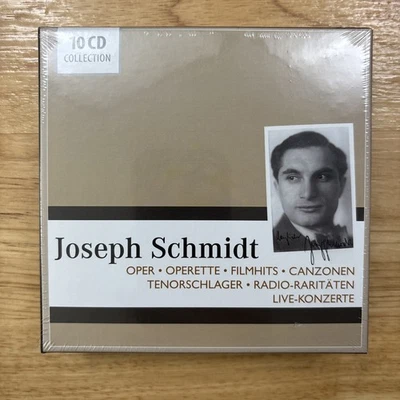 10 CD
COLLECTION
Joseph Schmidt
OPER • OPERETTE • FILMHITS • CANZONEN
TENORSCHLAGER • RADIO-RARITÄTEN
LIVE-KONZERTE